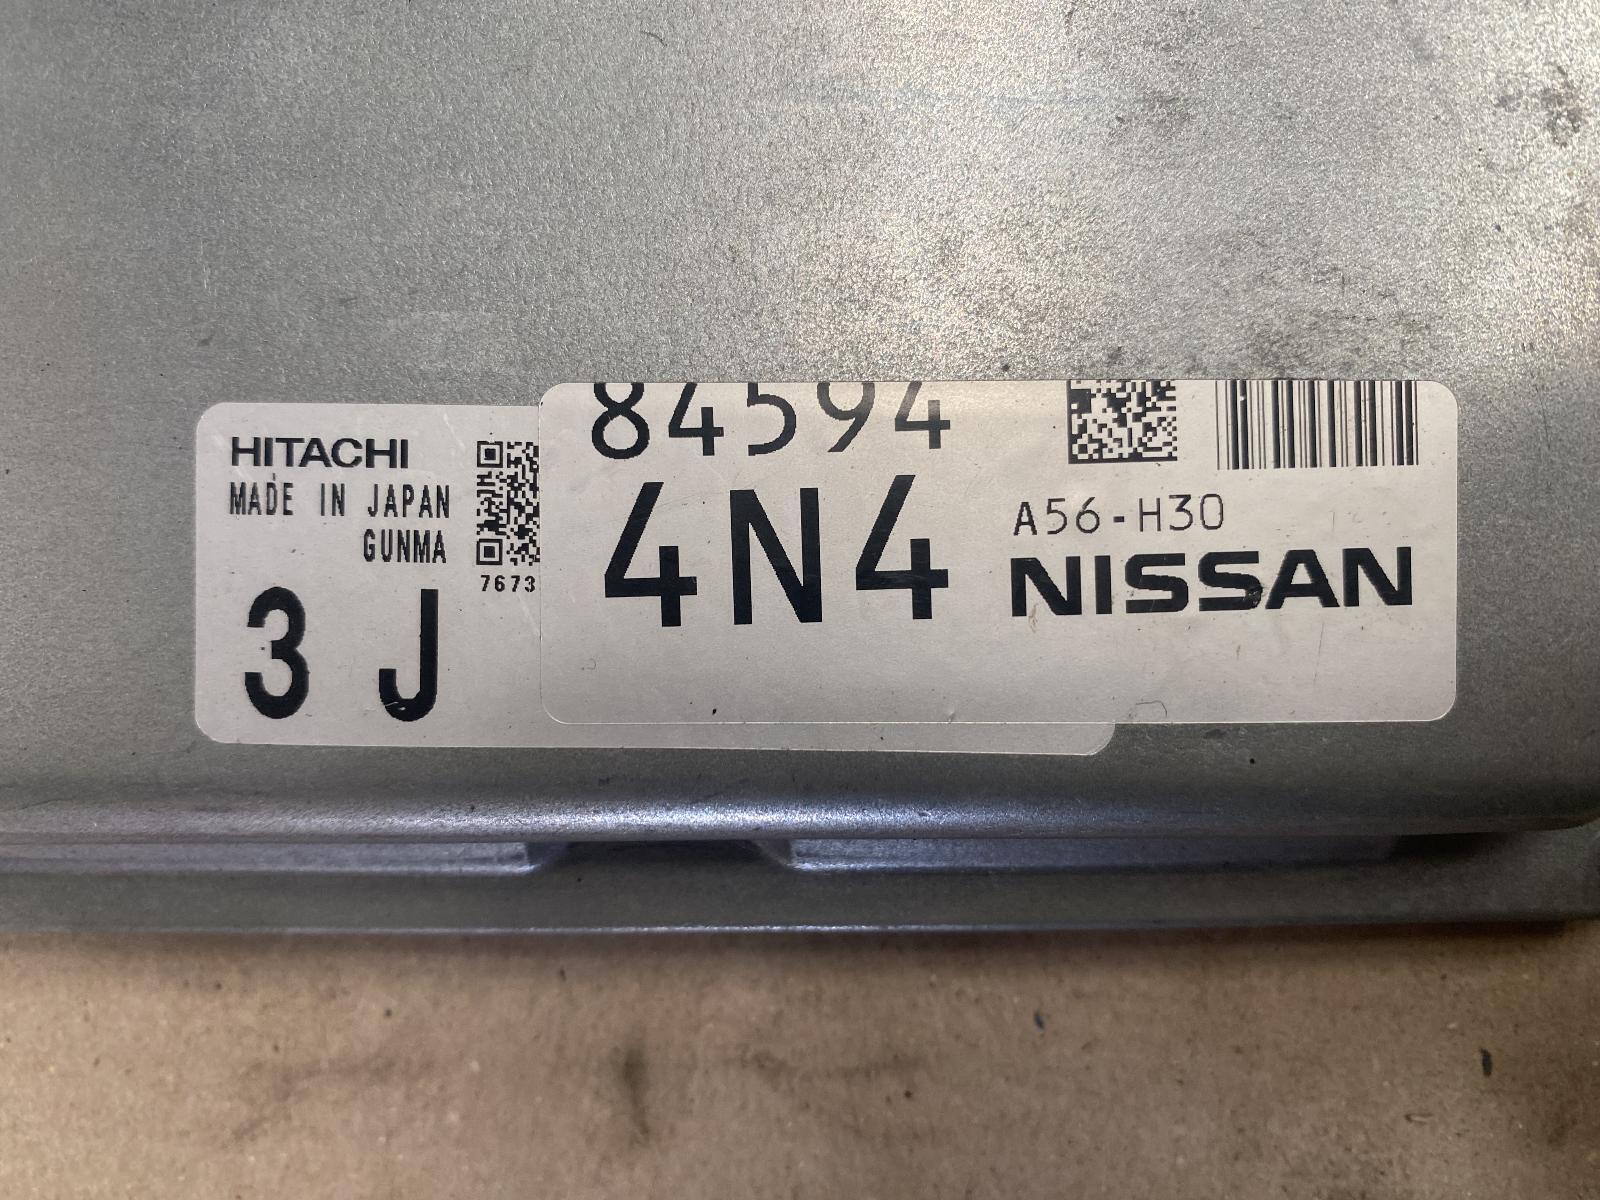 HITACHI
MADE IN JAPAN
GUNMA
7673
3 J
84594
4N4
A56-H30
NISSAN